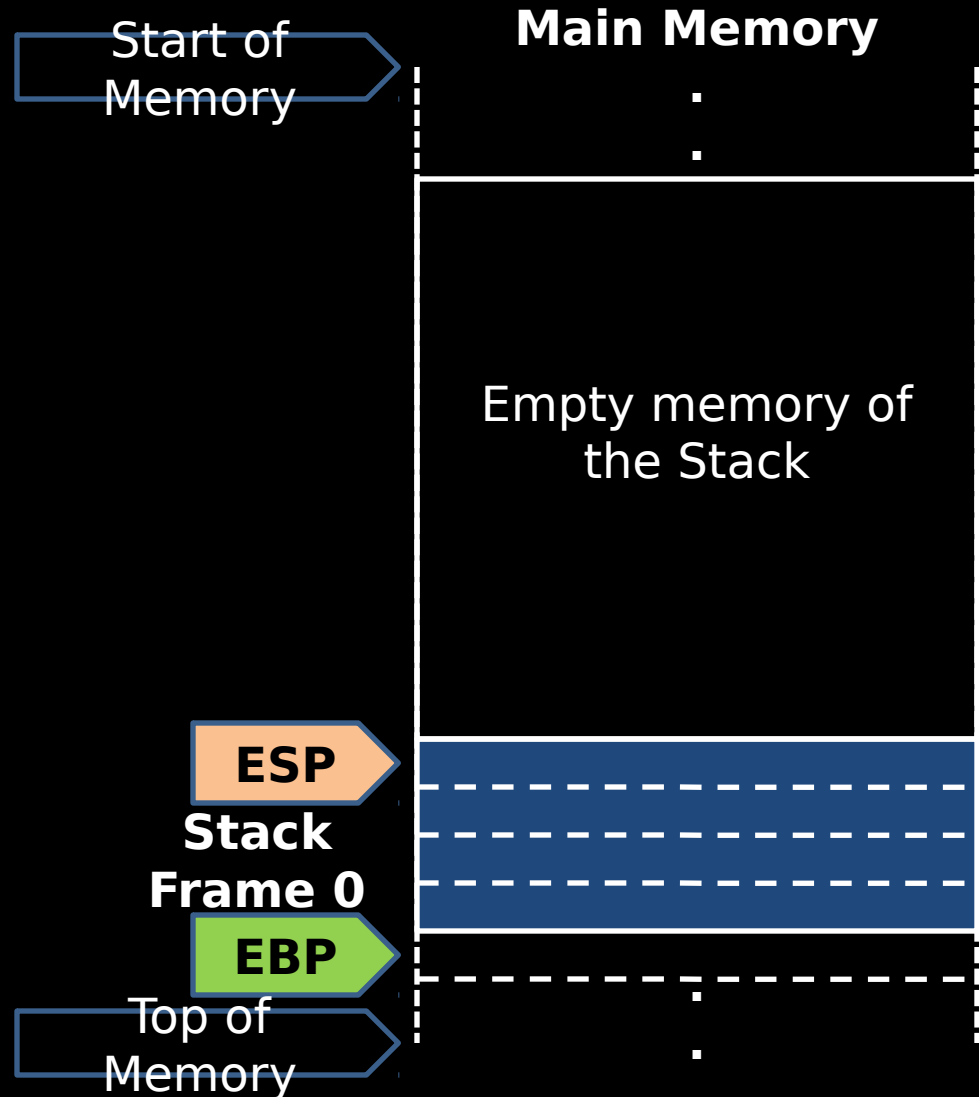 Main Memory
Start of
Memory
.
.
Empty memory of
the Stack
ESP
Stack
Frame 0
EBP
Top of
Memory
.
.